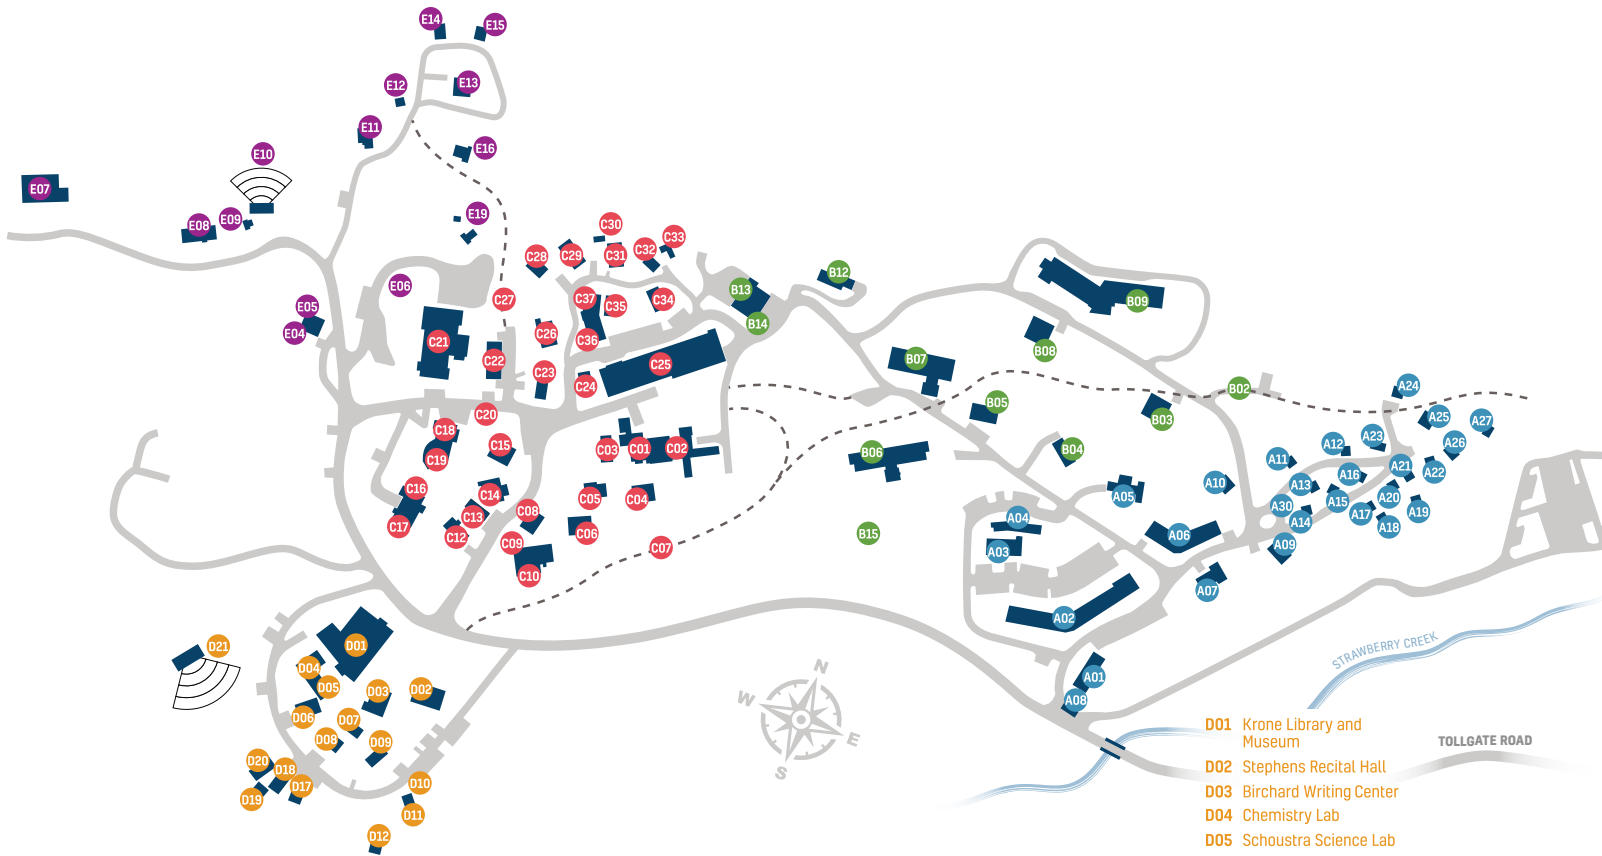 E14
E15
E12
E13
E11
E16
E10
E07
E08
E09
E19
C30
C33
C28
C29
C31
C32
E06
C27
E05
E04
C37
C35
C34
C26
C36
C21
C22
C23
C24
C25
B13
B12
B14
B09
B07
B08
B02
B05
B03
B06
B04
B15
C20
C18
C19
C15
C03
C01
C02
C16
C14
C17
C13
C12
C08
C05
C04
C06
C09
C10
C07
A24
A25
A27
A12
A23
A26
A11
A10
A16
A21
A22
A13
A05
A30
A15
A20
A19
A14
A17
A18
A04
A03
A06
A09
A07
A02
A01
A08
D21
D01
D04
D05
D03
D02
D06
D07
D08
D09
D20
D18
D19
D17
D10
D11
D12
N
W
E
S
STRAWBERRY CREEK
TOLLGATE ROAD
D01 Krone Library and
Museum
D02 Stephens Recital Hall
D03 Birchard Writing Center
D04 Chemistry Lab
D05 Schoustra Science Lab